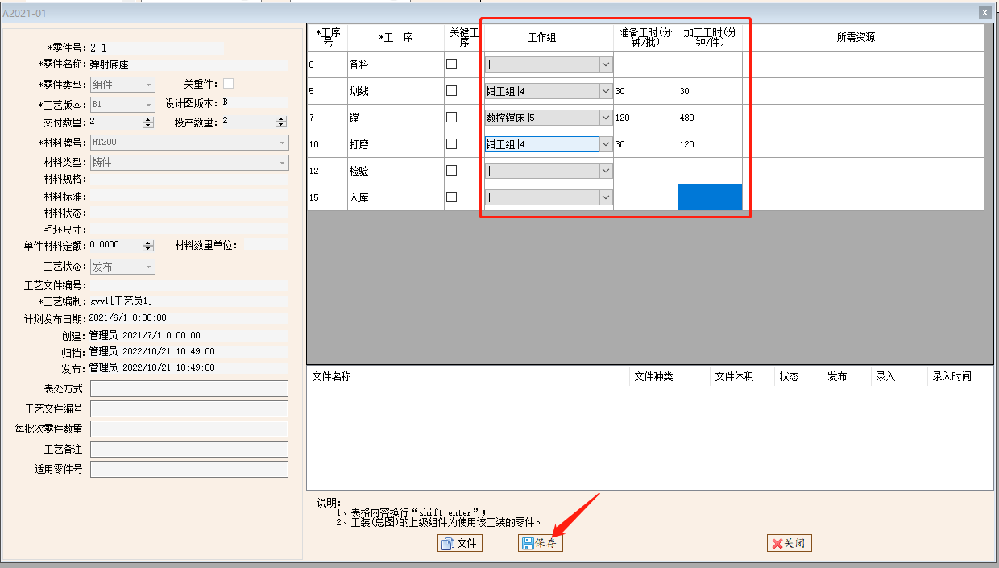 A2021-01
*零件号: 2-1
*零件名称: 弹射底座
*零件类型: 组件 关重件:
*工艺版本: B1 设计图版本: B
交付数量: 2 投产数量: 2
*材料牌号: HT200
材料类型: 铸件
材料规格:
材料标准:
材料状态:
毛坯尺寸:
单件材料定额: 0.0000 材料数量单位:
工艺状态: 发布
工艺文件编号:
*工艺编制: gyy1[工艺员1]
计划发布日期: 2021/6/1 0:00:00
创建: 管理员 2021/7/1 0:00:00
归档: 管理员 2022/10/21 10:49:00
发布: 管理员 2022/10/21 10:49:00
表处方式:
工艺文件编号:
每批次零件数量:
工艺备注:
适用零件号:
*工序号 *工 序 关键工序 工作组 准备工时(分钟/批) 加工工时(分钟/件) 所需资源
0 备料 |
5 划线 钳工组|4 30 30
7 镗 数控镗床|5 120 480
10 打磨 钳工组|4 30 120
12 检验 |
15 入库 |
文件名称 文件种类 文件体积 状态 发布 录入 录入时间
说明:
1、表格内容换行“shift+enter”;
2、工装(总图)的上级组件为使用该工装的零件。
文件 保存 关闭